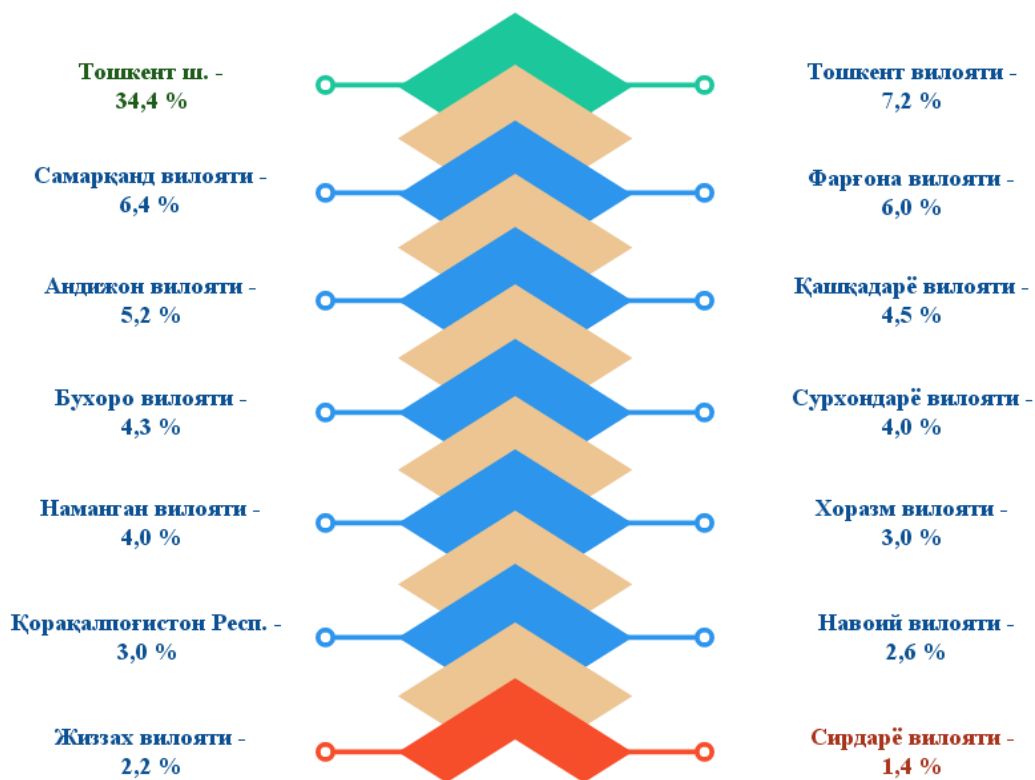 Тошкент ш. -
34,4 %
Тошкент вилояти -
7,2 %
Самарқанд вилояти -
6,4 %
Фарғона вилояти -
6,0 %
Андижон вилояти -
5,2 %
Қашқадарё вилояти -
4,5 %
Бухоро вилояти -
4,3 %
Сурхондарё вилояти -
4,0 %
Наманган вилояти -
4,0 %
Хоразм вилояти -
3,0 %
Қорақалпоғистон Респ. -
3,0 %
Навоий вилояти -
2,6 %
Жиззах вилояти -
2,2 %
Сирдарё вилояти -
1,4 %